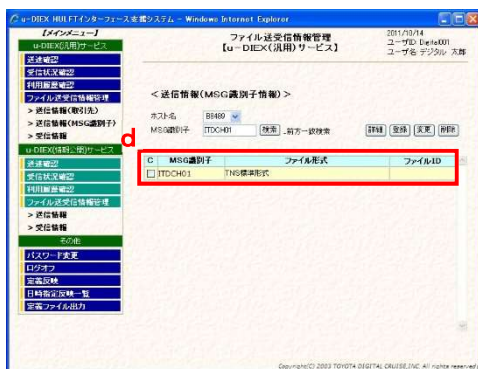 u-DIEX HULFTインターフェース支援システム - Windows Internet Explorer
【メインメニュー】
u-DIEX(汎用)サービス
送達確認
受信状況確認
利用履歴確認
ファイル送受信情報管理
> 送信情報(取引先)
> 送信情報(MSG識別子)
> 受信情報
u-DIEX(情報公開)サービス
送達確認
受信状況確認
利用履歴確認
ファイル送受信情報管理
> 送信情報
> 受信情報
その他
パスワード変更
ログオフ
定義反映
日時指定反映一覧
定義ファイル出力
ファイル送受信情報管理
【u-DIEX(汎用)サービス】
2011/10/14
ユーザID Digital001
ユーザ名 デジタル 太郎
<送信情報(MSG識別子情報)>
ホスト名 B8489
MSG識別子 ITDCH01 検索 前方一致検索 詳細 登録 変更 削除
d
C MSG識別子 ファイル形式 ファイルID
ITDCH01 TNS標準形式
Copyright(C) 2003 TOYOTA DIGITAL CRUISE,INC. All rights reserved